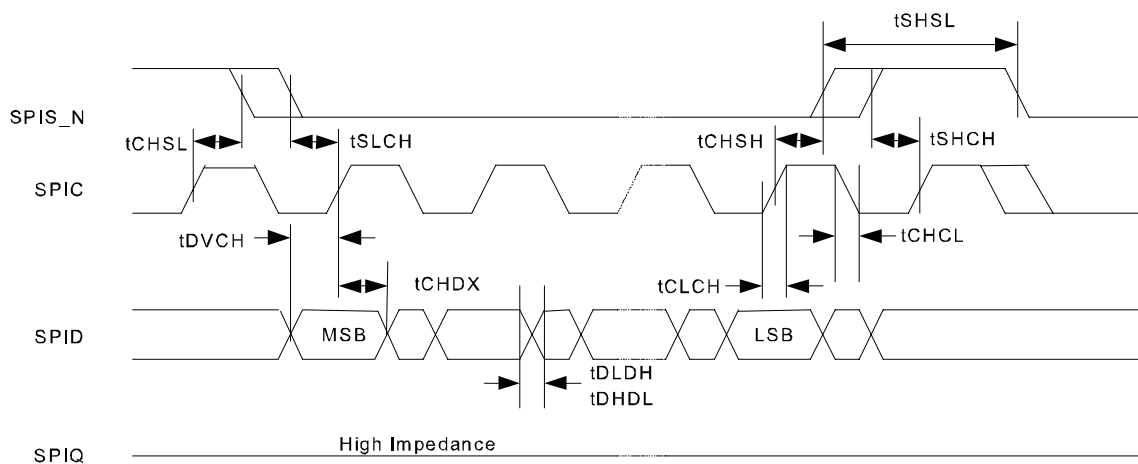 tSHSL
SPIS_N
tCHSL
tSLCH
tCHSH
tSHCH
SPIC
tDVCH
tCHCL
tCHDX
tCLCH
SPID
MSB
LSB
tDLDH
tDHDL
High Impedance
SPIQ